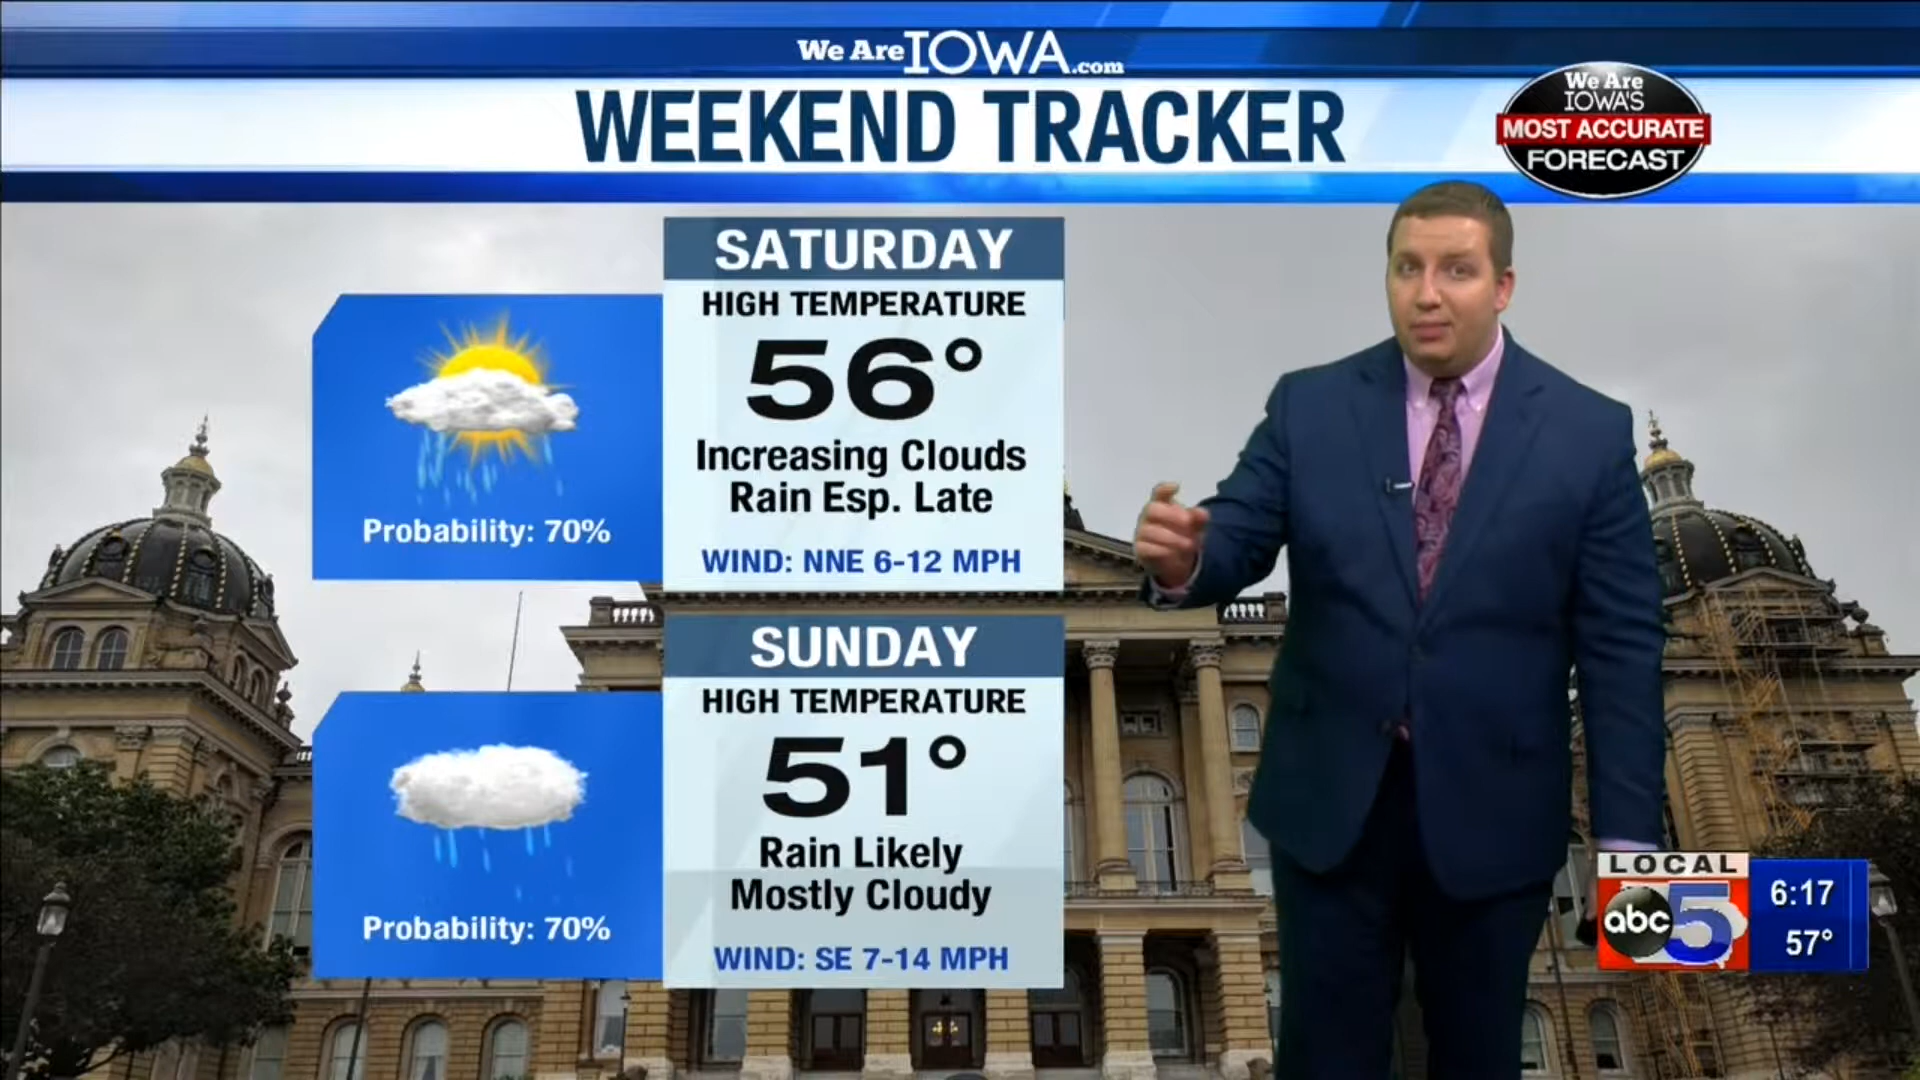 We Are IOWA.com
WEEKEND TRACKER
We Are
IOWA'S
MOST ACCURATE
FORECAST
SATURDAY
HIGH TEMPERATURE
56°
Increasing Clouds
Rain Esp. Late
WIND: NNE 6-12 MPH
Probability: 70%
SUNDAY
HIGH TEMPERATURE
51°
Rain Likely
Mostly Cloudy
WIND: SE 7-14 MPH
Probability: 70%
LOCAL
abc 5
6:17
57°